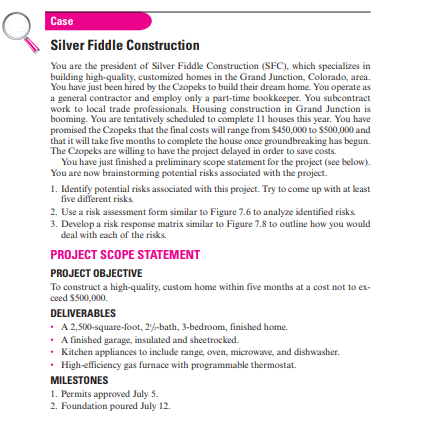 Case
Silver Fiddle Construction
You are the president of Silver Fiddle Construction (SFC), which specializes in
building high-quality, customized homes in the Grand Junction, Colorado, area.
You have just been hired by the Czopeks to build their dream home. You operate as
a general contractor and employ only a part-time bookkeeper. You subcontract
work to local trade professionals. Housing construction in Grand Junction is
booming. You are tentatively scheduled to complete 11 houses this year. You have
promised the Czopeks that the final costs will range from $450,000 to $500,000 and
that it will take five months to complete the house once groundbreaking has begun.
The Czopeks are willing to have the project delayed in order to save costs.
You have just finished a preliminary scope statement for the project (see below).
You are now brainstorming potential risks associated with the project.
1. Identify potential risks associated with this project. Try to come up with at least
five different risks.
2. Use a risk assessment form similar to Figure 7.6 to analyze identified risks.
3. Develop a risk response matrix similar to Figure 7.8 to outline how you would
deal with each of the risks.
PROJECT SCOPE STATEMENT
PROJECT OBJECTIVE
To construct a high-quality, custom home within five months at a cost not to ex-
ceed $500,000.
DELIVERABLES
• A 2,500-square-foot, 2½-bath, 3-bedroom, finished home.
• A finished garage, insulated and sheetrocked.
• Kitchen appliances to include range, oven, microwave, and dishwasher.
• High-efficiency gas furnace with programmable thermostat.
MILESTONES
1. Permits approved July 5.
2. Foundation poured July 12.